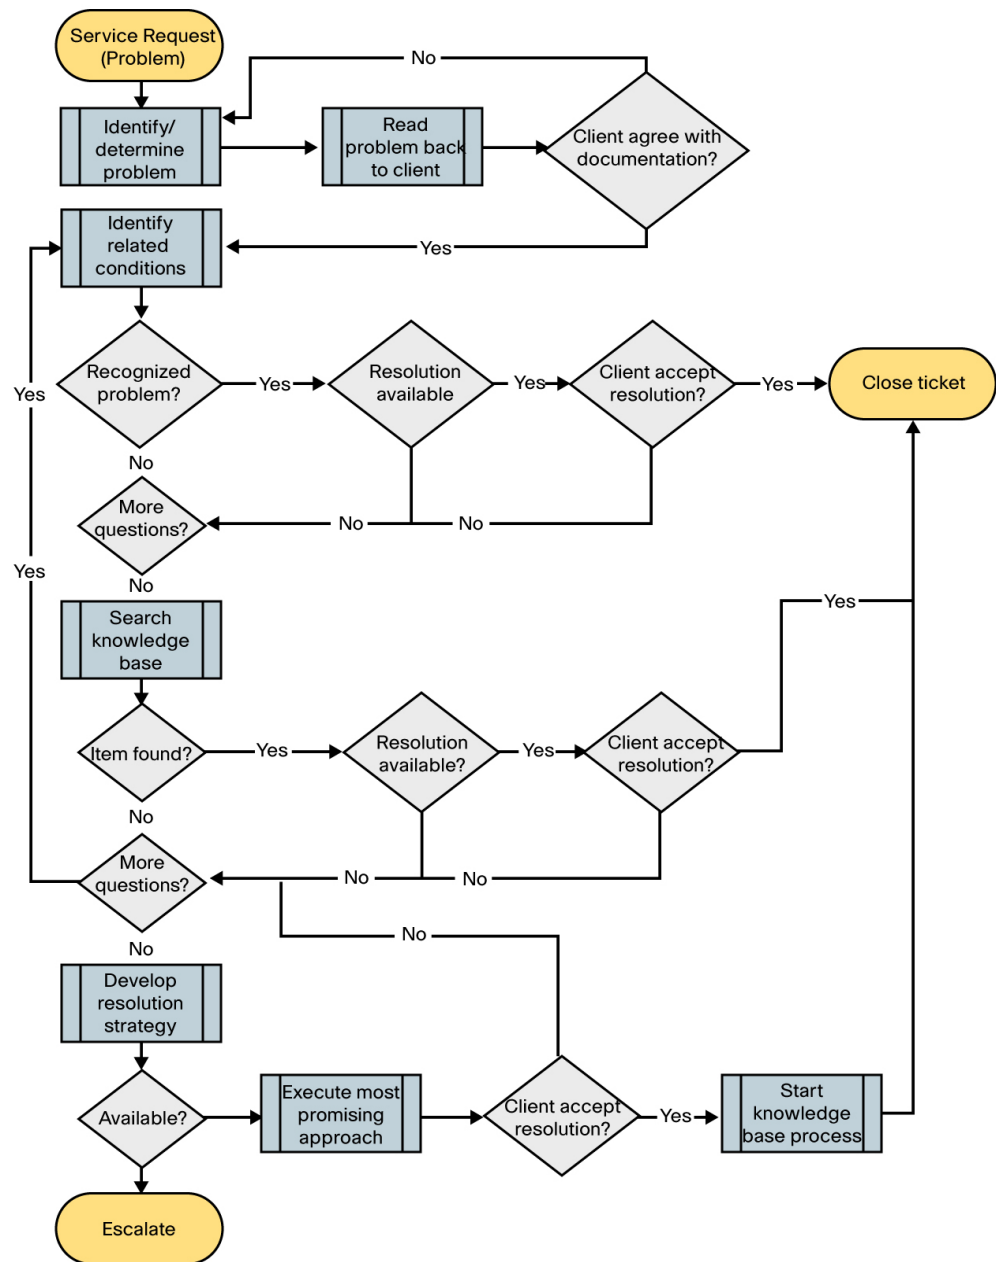 Service Request
(Problem)
No
Identify/
determine
problem
Read
problem back
to client
Client agree with
documentation?
Identify
related
conditions
Yes
Recognized
problem?
Yes
Resolution
available
Yes
Client accept
resolution?
Yes
Close ticket
Yes
No
More
questions?
No
No
Yes
No
Search
knowledge
base
Yes
Item found?
Yes
Resolution
available?
Yes
Client accept
resolution?
No
More
questions?
No
No
No
No
Develop
resolution
strategy
Available?
Execute most
promising
approach
Client accept
resolution?
Yes
Start
knowledge
base process
Escalate